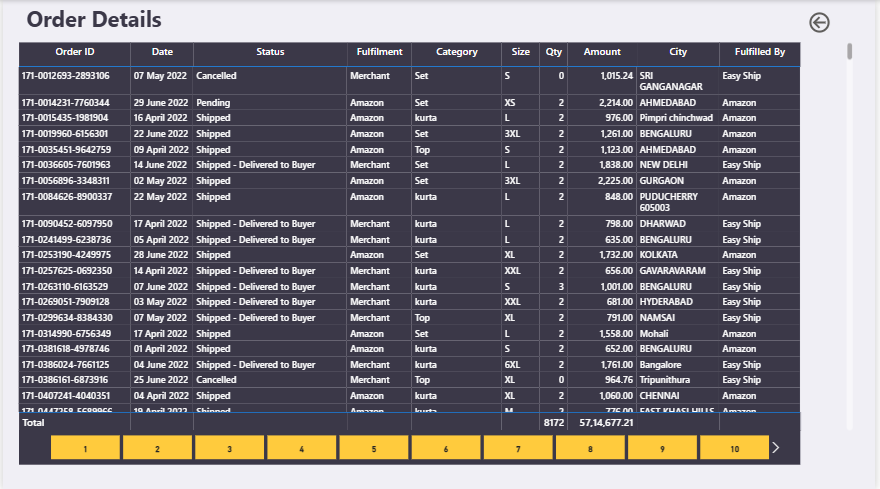 Order Details
Order ID Date Status Fulfilment Category Size Qty Amount City Fulfilled By
171-0012693-2893106 07 May 2022 Cancelled Merchant Set S 0 1,015.24 SRI GANGANAGAR Easy Ship
171-0014231-7760344 29 June 2022 Pending Amazon Set XS 2 2,214.00 AHMEDABAD Amazon
171-0015435-1981904 16 April 2022 Shipped Amazon kurta L 2 976.00 Pimpri chinchwad Amazon
171-0019960-6156301 22 June 2022 Shipped Amazon Set 3XL 2 1,261.00 BENGALURU Amazon
171-0035451-9642759 09 April 2022 Shipped Amazon Top S 2 1,123.00 AHMEDABAD Amazon
171-0036605-7601963 14 June 2022 Shipped - Delivered to Buyer Merchant Set L 2 1,838.00 NEW DELHI Easy Ship
171-0056896-3348311 02 May 2022 Shipped Amazon Set 3XL 2 2,225.00 GURGAON Amazon
171-0084626-8900337 22 May 2022 Shipped Amazon kurta L 2 848.00 PUDUCHERRY 605003 Amazon
171-0090452-6097950 17 April 2022 Shipped - Delivered to Buyer Merchant kurta L 2 798.00 DHARWAD Easy Ship
171-0241499-6238736 05 April 2022 Shipped - Delivered to Buyer Merchant kurta L 2 635.00 BENGALURU Easy Ship
171-0253190-4249975 28 June 2022 Shipped Amazon Set XL 2 1,732.00 KOLKATA Amazon
171-0257625-0692350 14 April 2022 Shipped - Delivered to Buyer Merchant kurta XXL 2 656.00 GAVARAVARAM Easy Ship
171-0263110-6163529 07 June 2022 Shipped - Delivered to Buyer Merchant kurta S 3 1,001.00 BENGALURU Easy Ship
171-0269051-7909128 03 May 2022 Shipped - Delivered to Buyer Merchant kurta XXL 2 681.00 HYDERABAD Easy Ship
171-0299634-8384330 07 May 2022 Shipped - Delivered to Buyer Merchant Top XL 2 791.00 NAMSAI Easy Ship
171-0314990-6756349 17 April 2022 Shipped Amazon Set L 2 1,558.00 Mohali Amazon
171-0381618-4978746 01 April 2022 Shipped Amazon kurta S 2 652.00 BENGALURU Amazon
171-0386024-7661125 04 June 2022 Shipped - Delivered to Buyer Merchant kurta 6XL 2 1,761.00 Bangalore Easy Ship
171-0386161-6873916 25 June 2022 Cancelled Merchant Top XL 0 964.76 Tripunithura Easy Ship
171-0407241-4040351 04 April 2022 Shipped Amazon kurta XL 2 1,060.00 CHENNAI Amazon
171-0447258-5689966 19 April 2022 Shipped Amazon kurta M 2 776.00 EAST KHASI HILLS Amazon
Total 8172 57,14,677.21
1 2 3 4 5 6 7 8 9 10